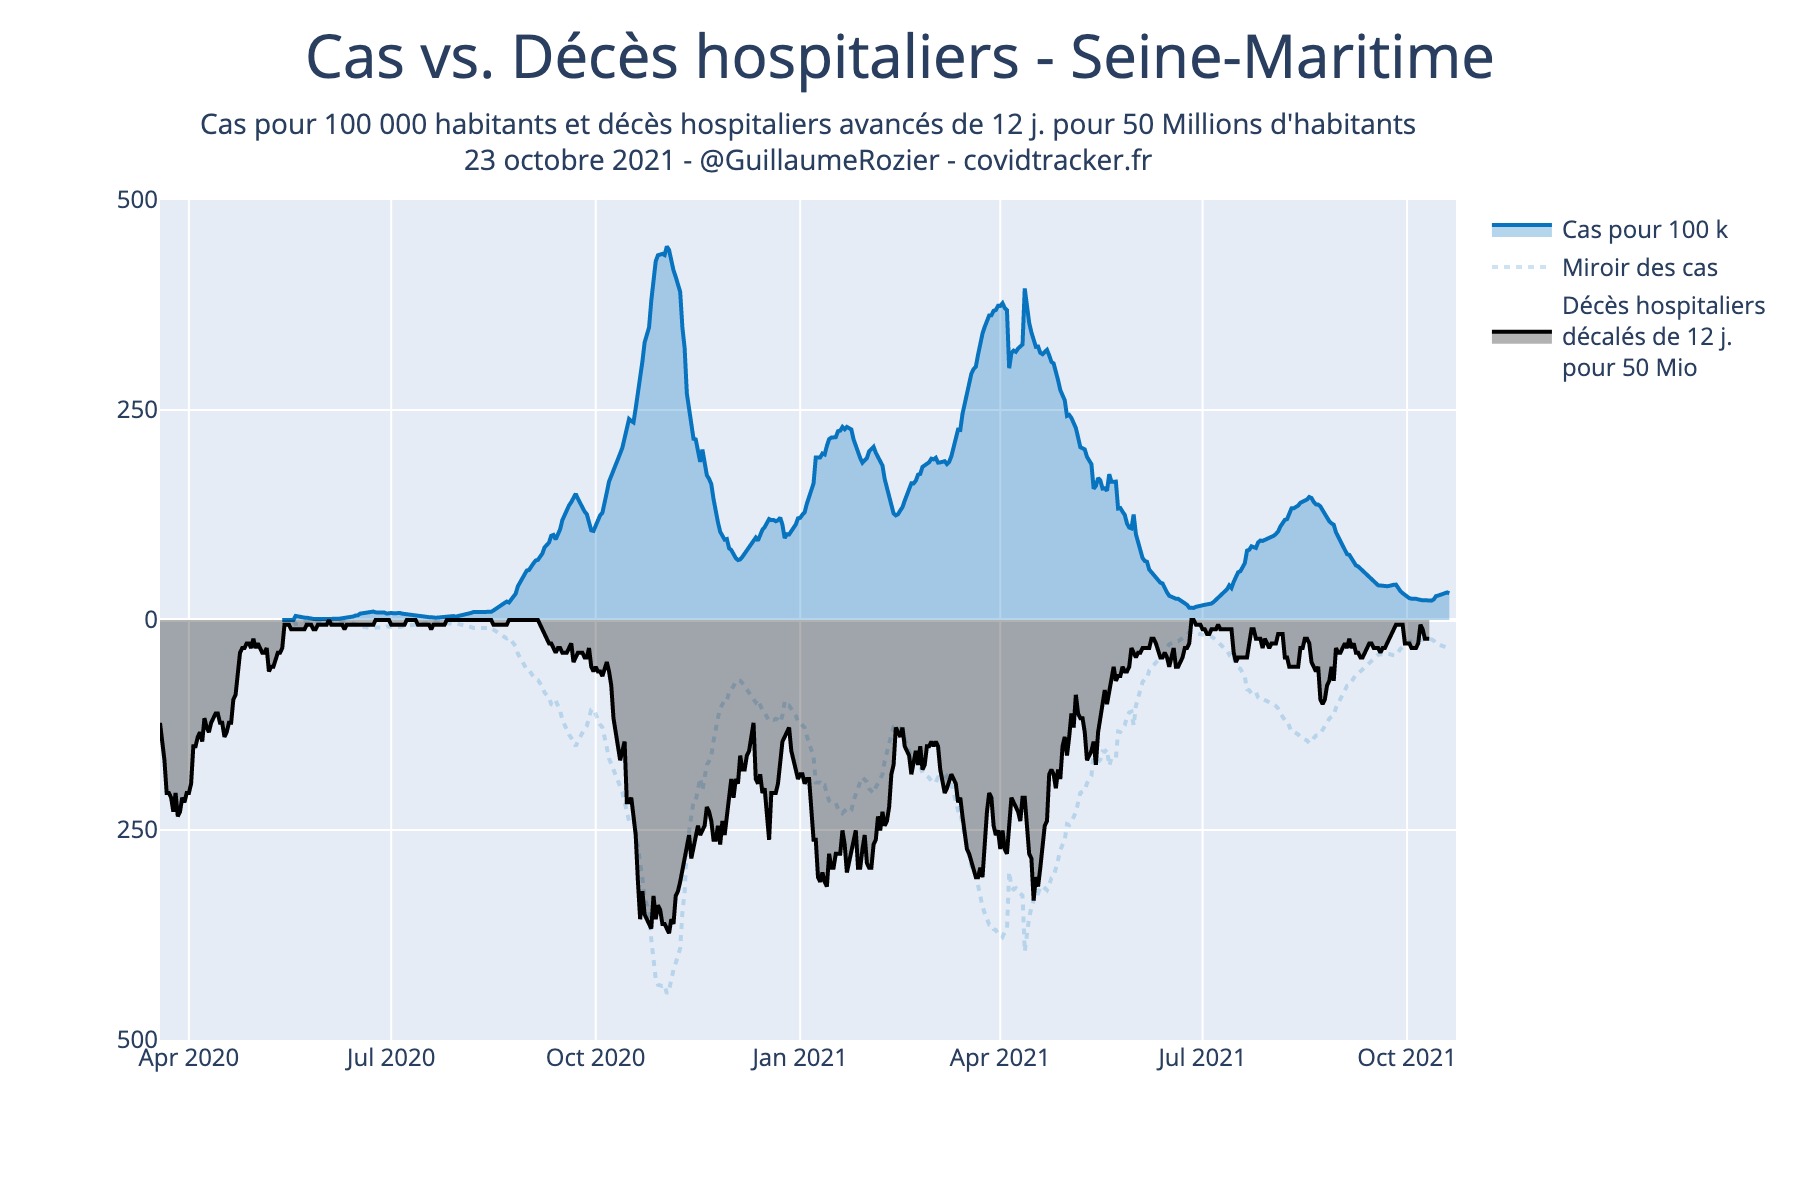 Cas vs. Décès hospitaliers - Seine-Maritime
Cas pour 100 000 habitants et décès hospitaliers avancés de 12 j. pour 50 Millions d'habitants
23 octobre 2021 - @GuillaumeRozier - covidtracker.fr
500
250
0
250
500
Apr 2020
Jul 2020
Oct 2020
Jan 2021
Apr 2021
Jul 2021
Oct 2021
Cas pour 100 k
Miroir des cas
Décès hospitaliers
décalés de 12 j.
pour 50 Mio